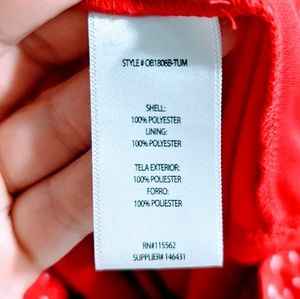 STYLE # OB1806B-TUM
SHELL:
100% POLYESTER
LINING:
100% POLYESTER
TELA EXTERIOR:
100% POLIESTER
FORRO:
100% POLIESTER
RN#115562
SUPPLIER# 146431